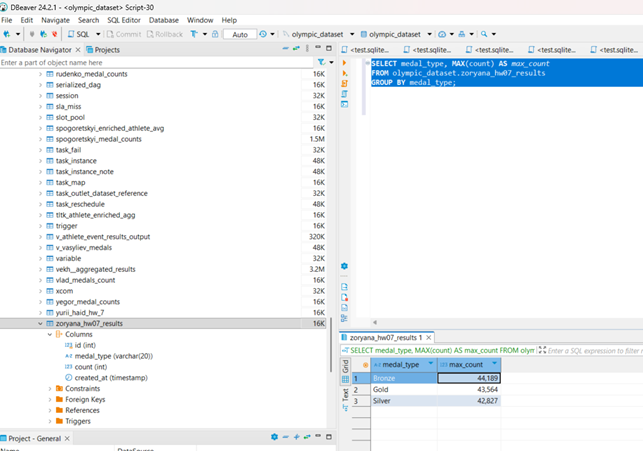 DBeaver 24.2.1 - <olympic_dataset> Script-30
File Edit Navigate Search SQL Editor Database Window Help
SQL Commit Rollback Auto olympic_dataset olympic_dataset
Database Navigator Projects
Enter a part of object name here
rudenko_medal_counts 16K
serialized_dag 16K
session 32K
sla_miss 16K
slot_pool 32K
spogoretskyi_enriched_athlete_avg 16K
spogoretskyi_medal_counts 1.5M
task_fail 32K
task_instance 48K
task_instance_note 48K
task_map 16K
task_outlet_dataset_reference 32K
task_reschedule 48K
tltk_athlete_enriched_agg 16K
trigger 16K
v_athlete_event_results_output 320K
v_vasyliev_medals 48K
variable 32K
vekh__aggregated_results 3.2M
vlad_medals_count 16K
xcom 32K
yegor_medal_counts 16K
yurii_haid_hw_7 16K
zoryana_hw07_results 16K
Columns
id (int)
medal_type (varchar(20))
count (int)
created_at (timestamp)
Constraints
Foreign Keys
References
Triggers
Project - General
Name DataSource
<test.sqlite... <test.sqlite... <test.sqlite... <test.sqlite... <test.sqlite...
SELECT medal_type, MAX(count) AS max_count
FROM olympic_dataset.zoryana_hw07_results
GROUP BY medal_type;
zoryana_hw07_results 1
SELECT medal_type, MAX(count) AS max_count FROM olym Enter a SQL expression to filter
Grid
Text
medal_type max_count
1 Bronze 44,189
2 Gold 43,564
3 Silver 42,827